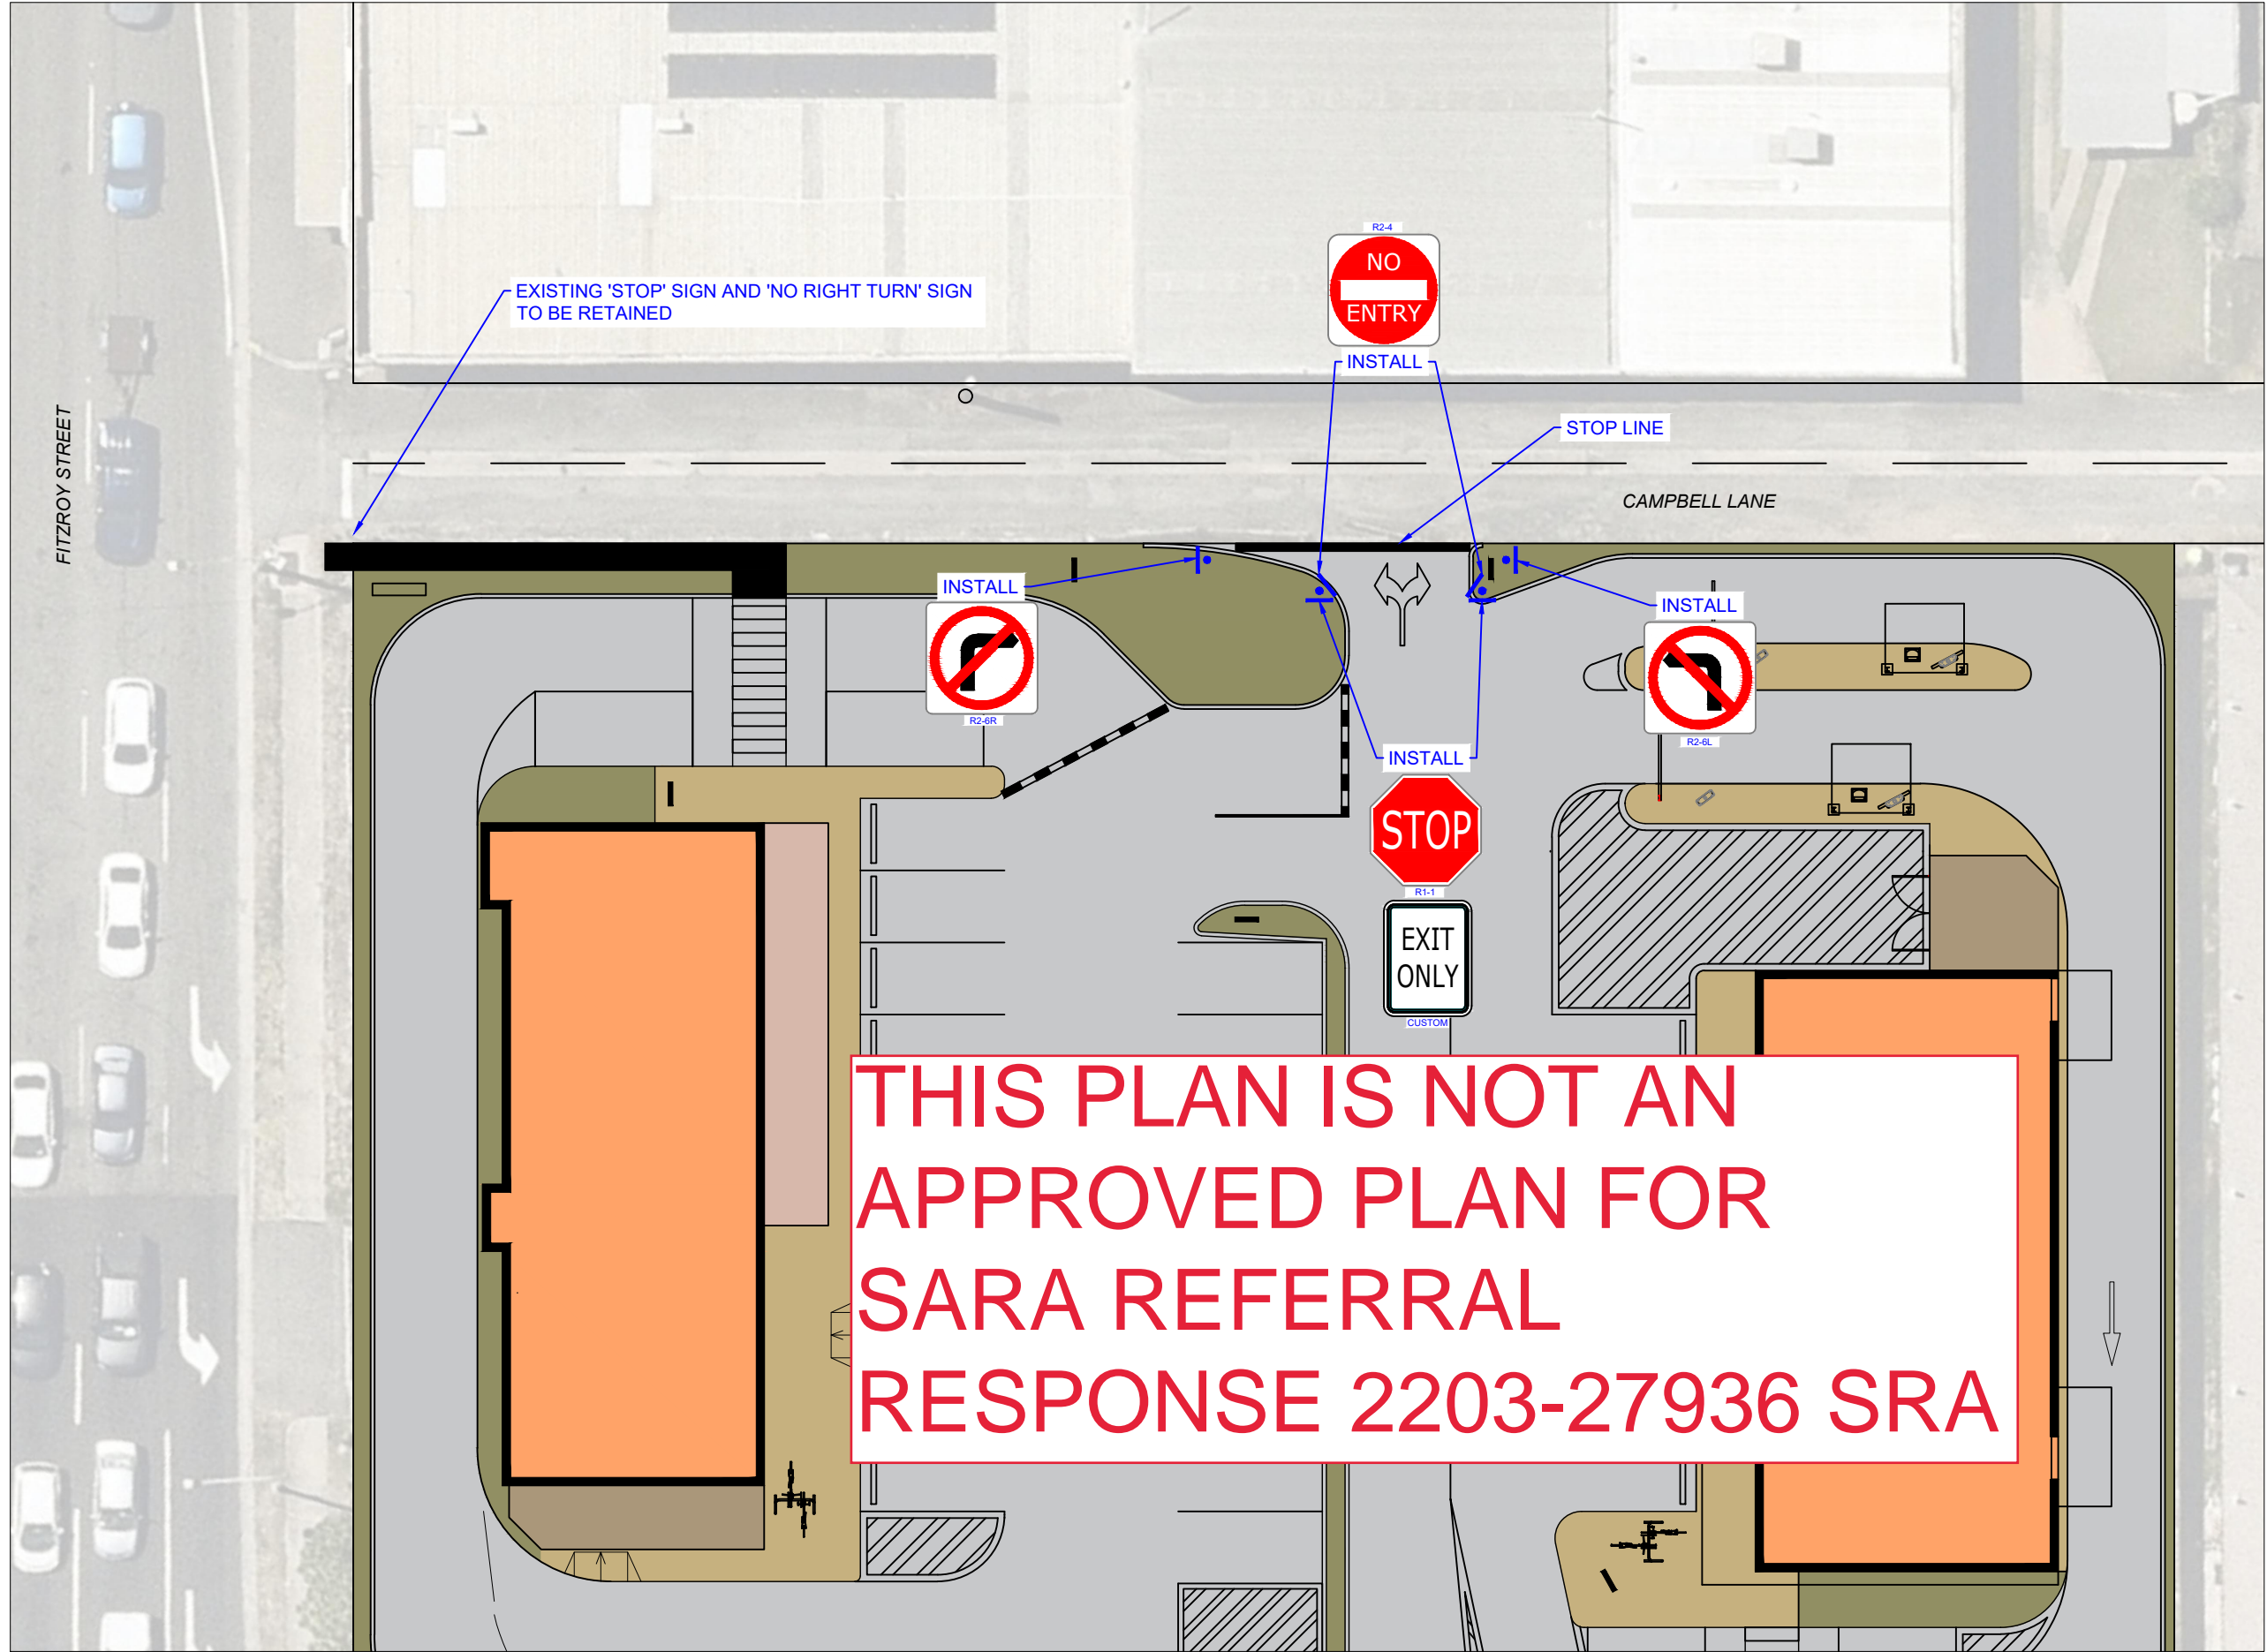 R2-4
NO
ENTRY
EXISTING 'STOP' SIGN AND 'NO RIGHT TURN' SIGN
TO BE RETAINED
INSTALL
FITZROY STREET
STOP LINE
CAMPBELL LANE
INSTALL
R2-6R
INSTALL
R2-6L
INSTALL
STOP
R1-1
EXIT
ONLY
CUSTOM
THIS PLAN IS NOT AN
APPROVED PLAN FOR
SARA REFERRAL
RESPONSE 2203-27936 SRA